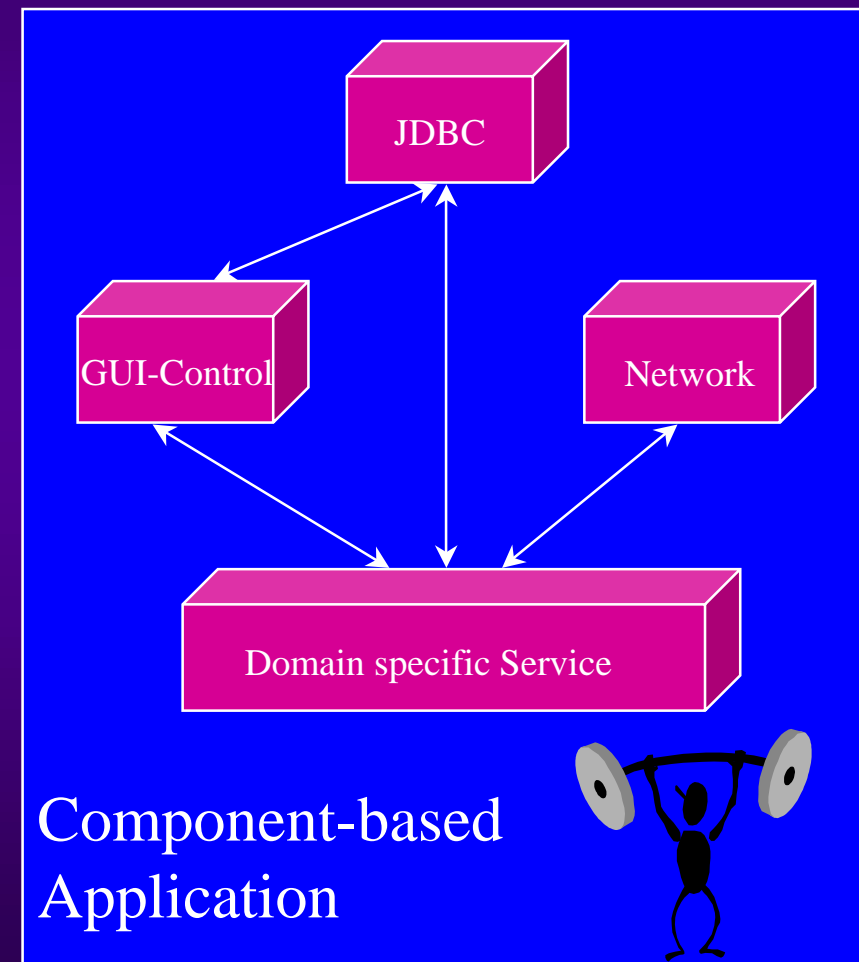 JDBC
GUI-Control
Network
Domain specific Service
Component-based
Application